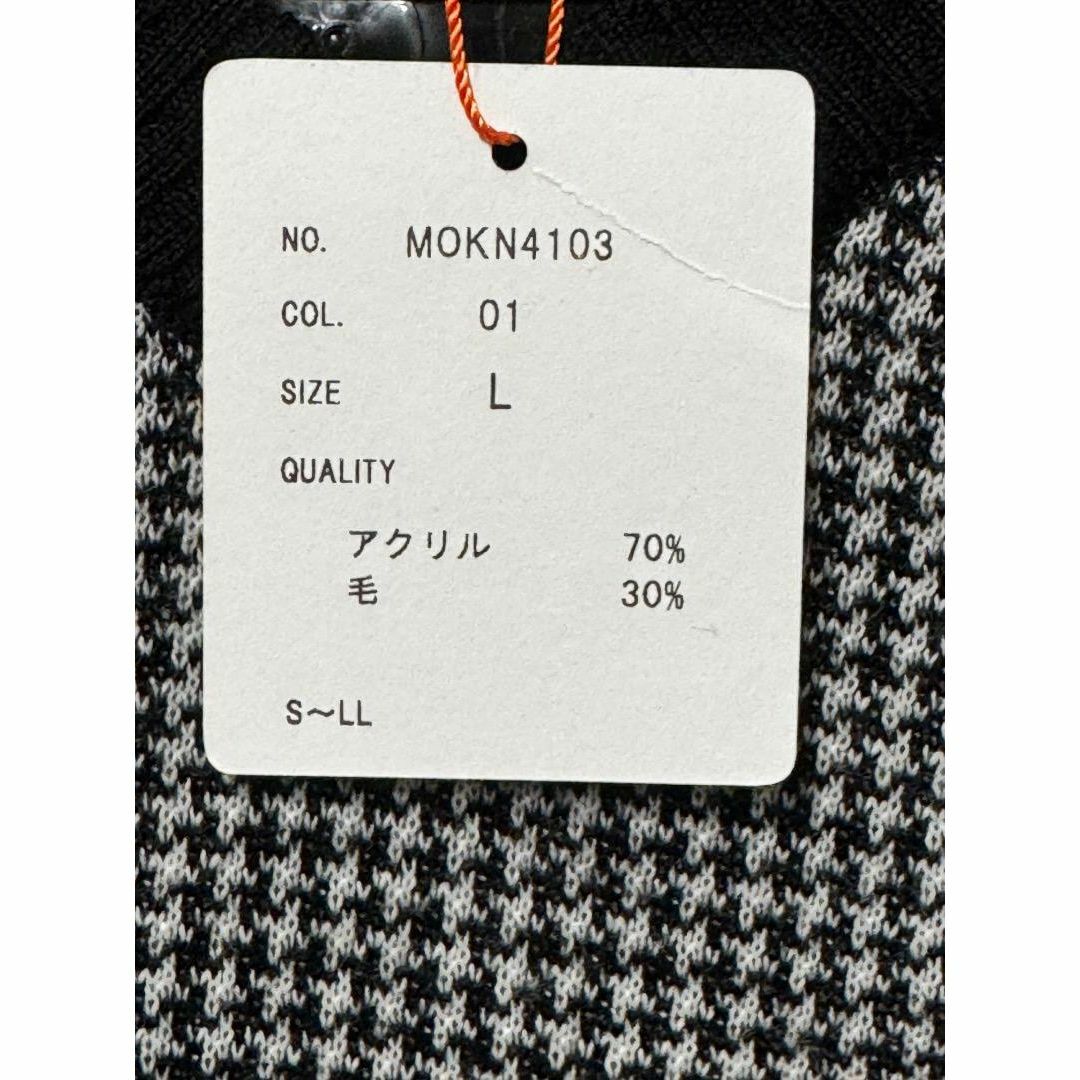 NO. MOKN4103
COL. 01
SIZE L
QUALITY
アクリル 70%
毛 30%
S～LL